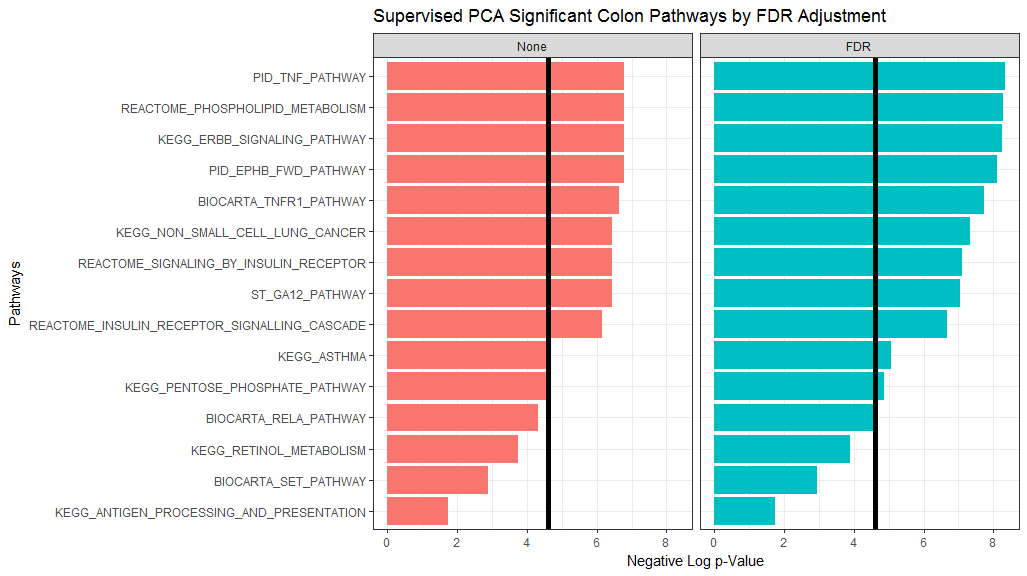 Supervised PCA Significant Colon Pathways by FDR Adjustment
None
FDR
Pathways
PID_TNF_PATHWAY
REACTOME_PHOSPHOLIPID_METABOLISM
KEGG_ERBB_SIGNALING_PATHWAY
PID_EPHB_FWD_PATHWAY
BIOCARTA_TNFR1_PATHWAY
KEGG_NON_SMALL_CELL_LUNG_CANCER
REACTOME_SIGNALING_BY_INSULIN_RECEPTOR
ST_GA12_PATHWAY
REACTOME_INSULIN_RECEPTOR_SIGNALLING_CASCADE
KEGG_ASTHMA
KEGG_PENTOSE_PHOSPHATE_PATHWAY
BIOCARTA_RELA_PATHWAY
KEGG_RETINOL_METABOLISM
BIOCARTA_SET_PATHWAY
KEGG_ANTIGEN_PROCESSING_AND_PRESENTATION
0 2 4 6 8
0 2 4 6 8
Negative Log p-Value